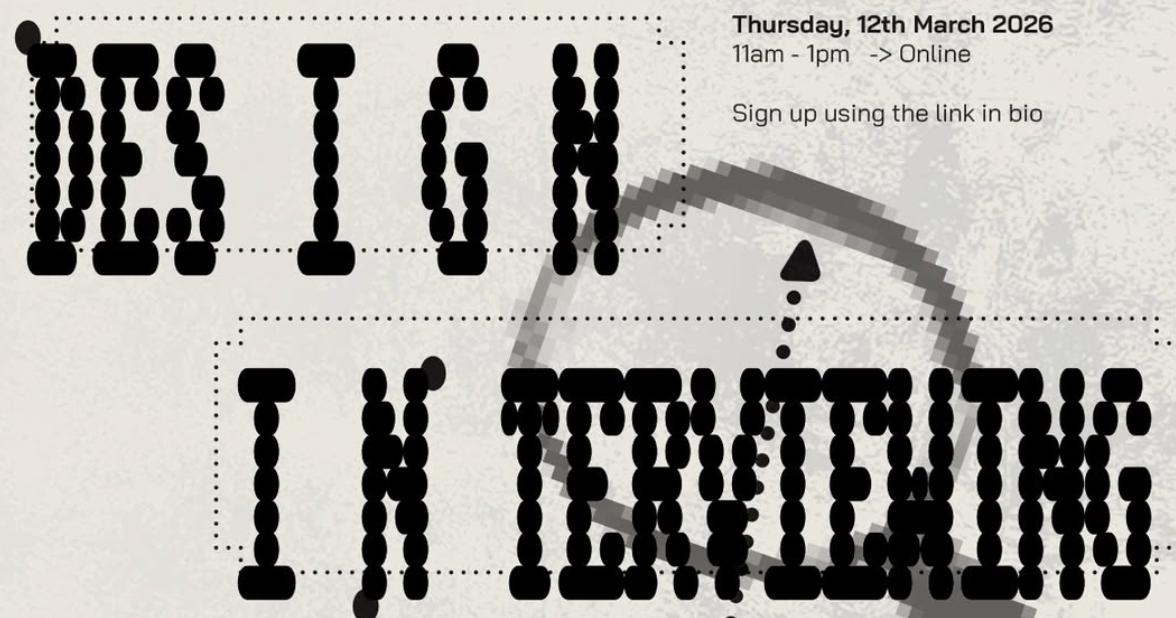 DESIGN
Thursday, 12th March 2026
11am - 1pm -> Online
Sign up using the link in bio
INTERVIEWING